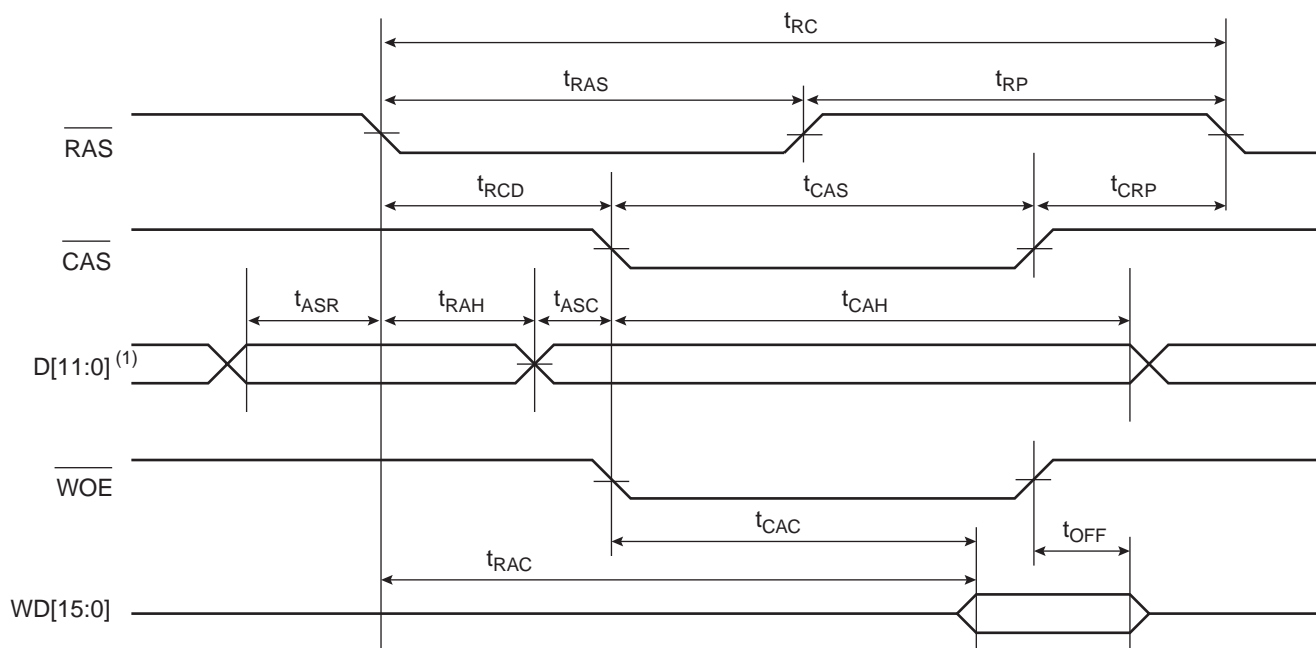 tRC
tRAS tRP
RAS
tRCD tCAS tCRP
CAS
tASR tRAH tASC tCAH
D[11:0] (1)
WOE
tCAC tOFF
tRAC
WD[15:0]